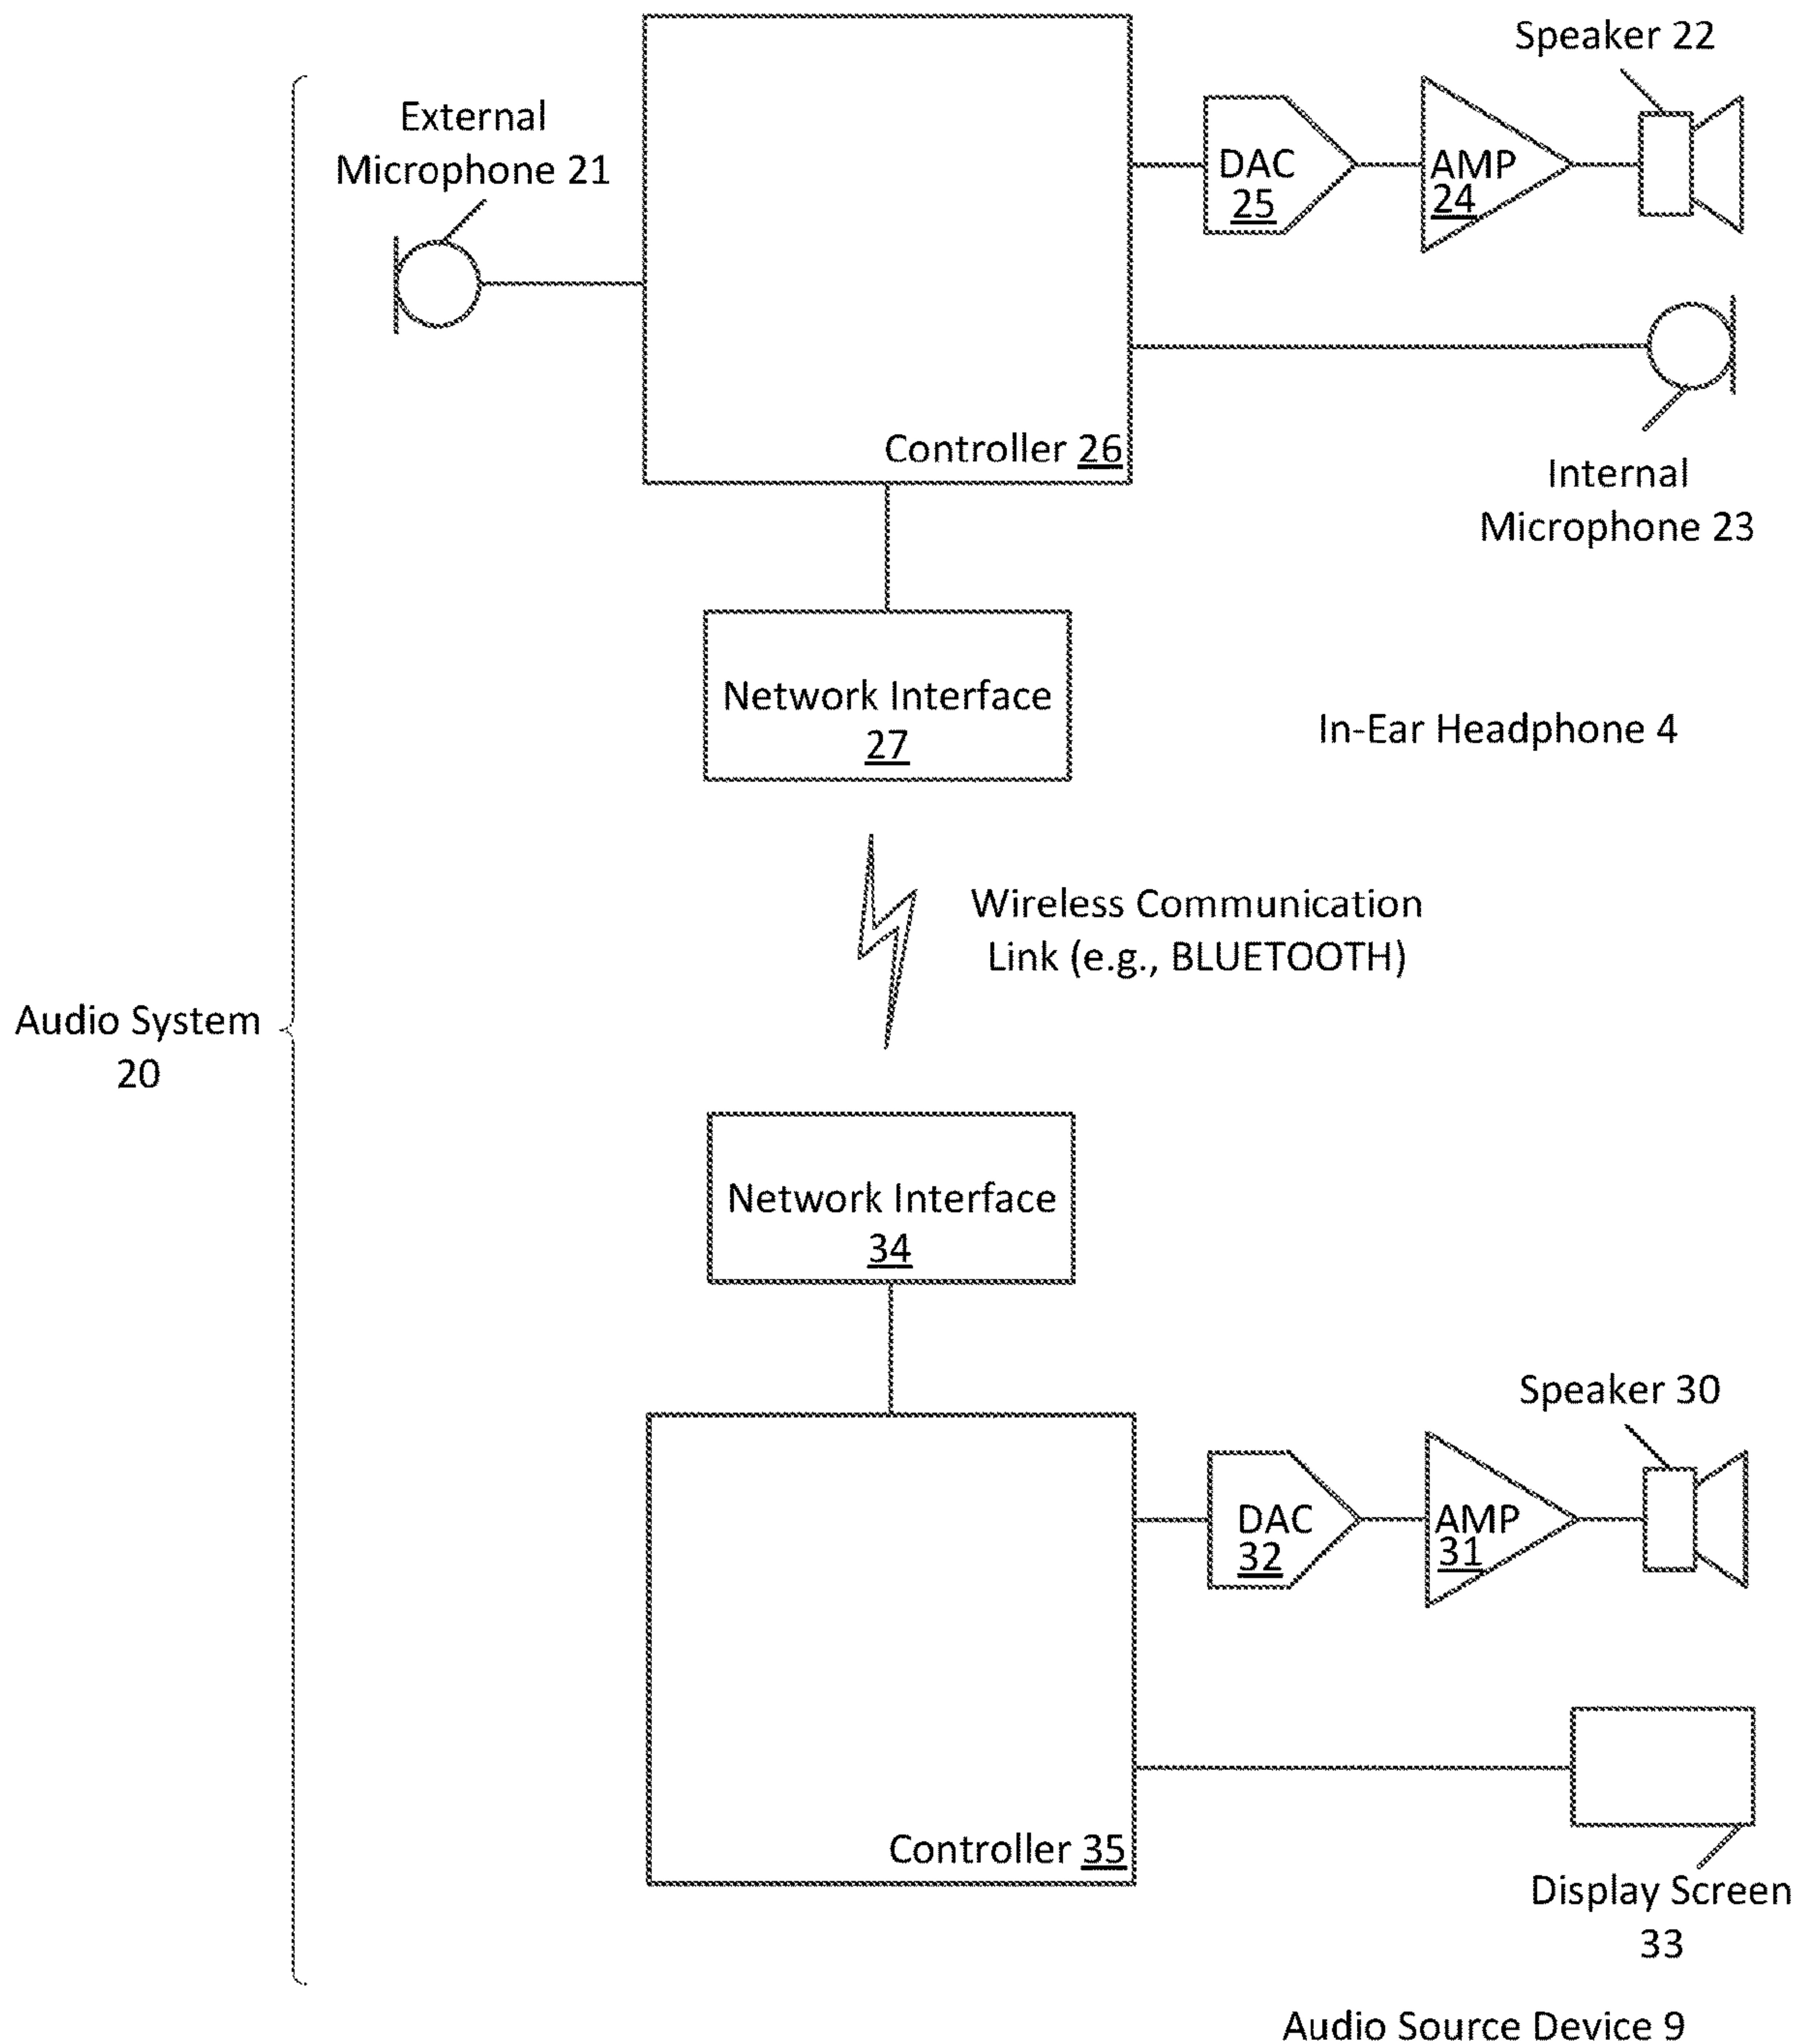 Speaker 22
External
Microphone 21
DAC
25
AMP
24
Controller 26
Internal
Microphone 23
Network Interface
27
In-Ear Headphone 4
Wireless Communication
Link (e.g., BLUETOOTH)
Audio System
20
Network Interface
34
Speaker 30
DAC
32
AMP
31
Controller 35
Display Screen
33
Audio Source Device 9